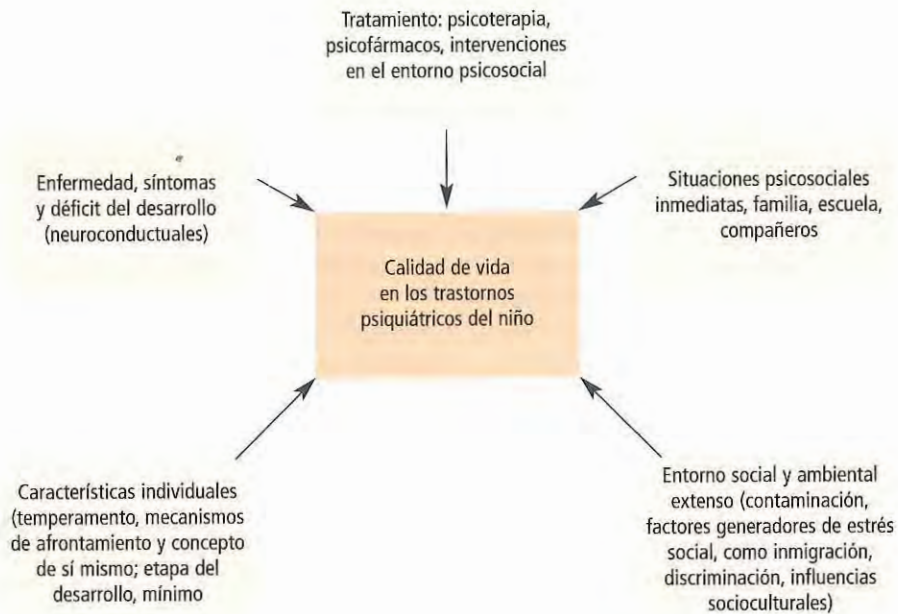 Tratamiento: psicoterapia,
psicofármacos, intervenciones
en el entorno psicosocial
Enfermedad, síntomas
y déficit del desarrollo
(neuroconductuales)
Situaciones psicosociales
inmediatas, familia, escuela,
compañeros
Calidad de vida
en los trastornos
psiquiátricos del niño
Características individuales
(temperamento, mecanismos
de afrontamiento y concepto
de sí mismo; etapa del
desarrollo, mínimo
Entorno social y ambiental
extenso (contaminación,
factores generadores de estrés
social, como inmigración,
discriminación, influencias
socioculturales)